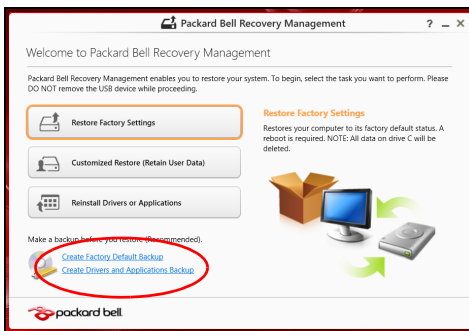 Packard Bell Recovery Management
Welcome to Packard Bell Recovery Management
Packard Bell Recovery Management enables you to restore your system. To begin, select the task you want to perform. Please
DO NOT remove the USB device while proceeding.
Restore Factory Settings
Customized Restore (Retain User Data)
Reinstall Drivers or Applications
Restore Factory Settings
Restores your computer to its factory default status. A
reboot is required. NOTE: All data on drive C will be
deleted.
Make a backup before you restore (Recommended).
Create Factory Default Backup
Create Drivers and Applications Backup
packard bell